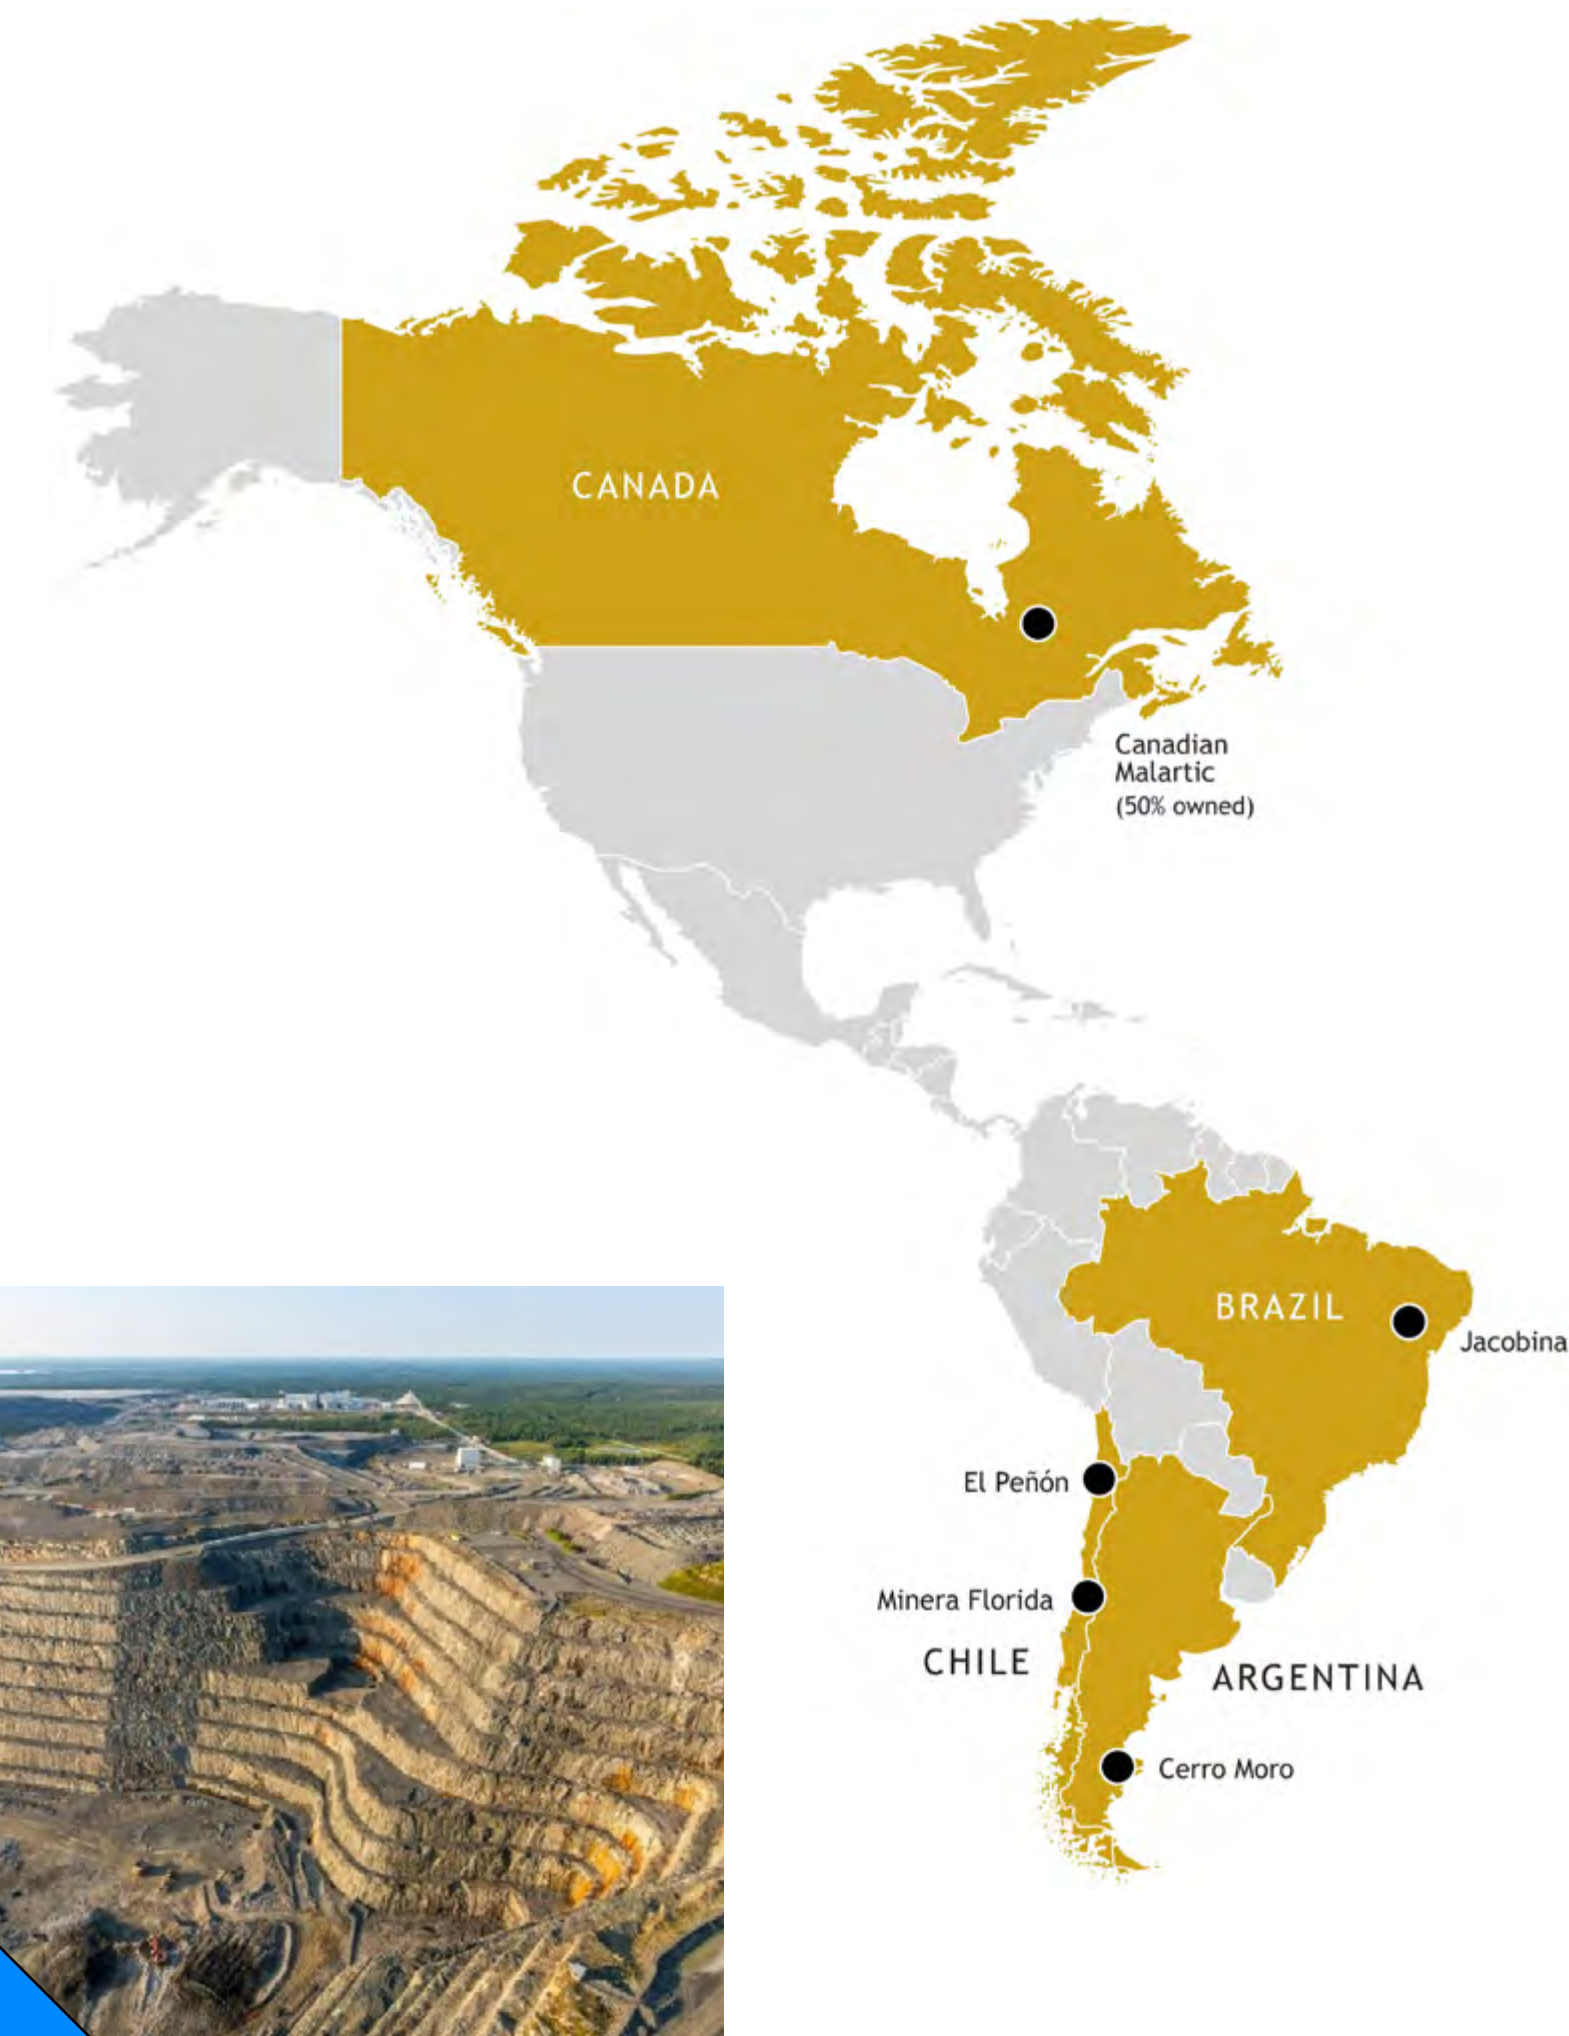 CANADA
Canadian
Malartic
(50% owned)
BRAZIL
Jacobina
El Peñón
Minera Florida
CHILE
ARGENTINA
Cerro Moro